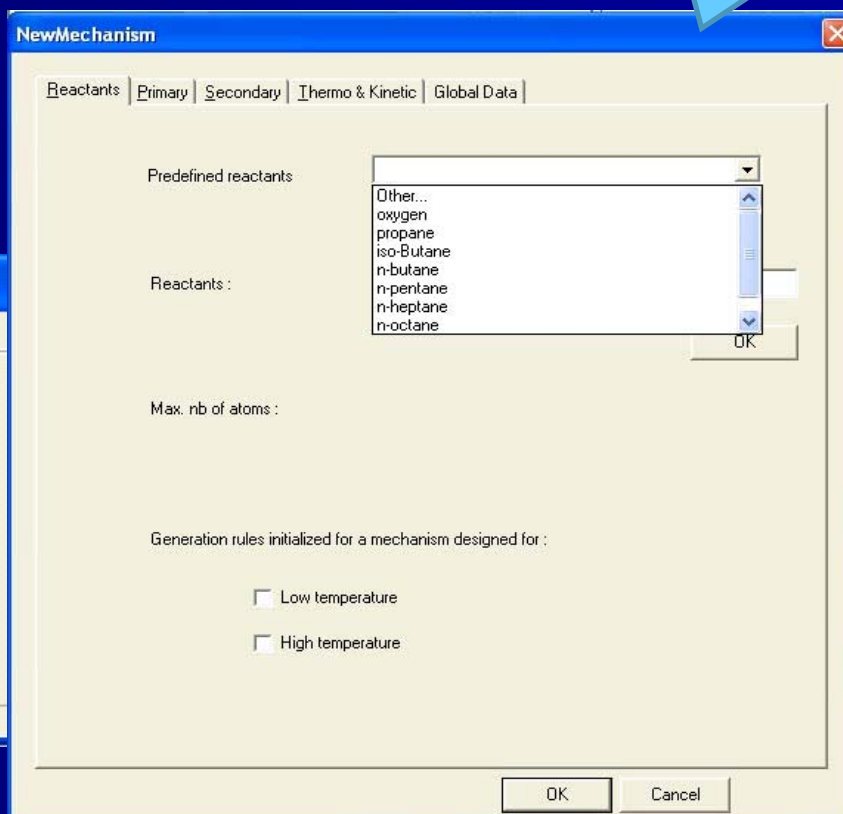 NewMechanism
Reactants Primary Secondary Thermo & Kinetic Global Data
Predefined reactants
Other...
oxygen
propane
iso-Butane
n-butane
Reactants :
n-pentane
n-heptane
n-octane
OK
Max. nb of atoms :
Generation rules initialized for a mechanism designed for :
Low temperature
High temperature
OK Cancel